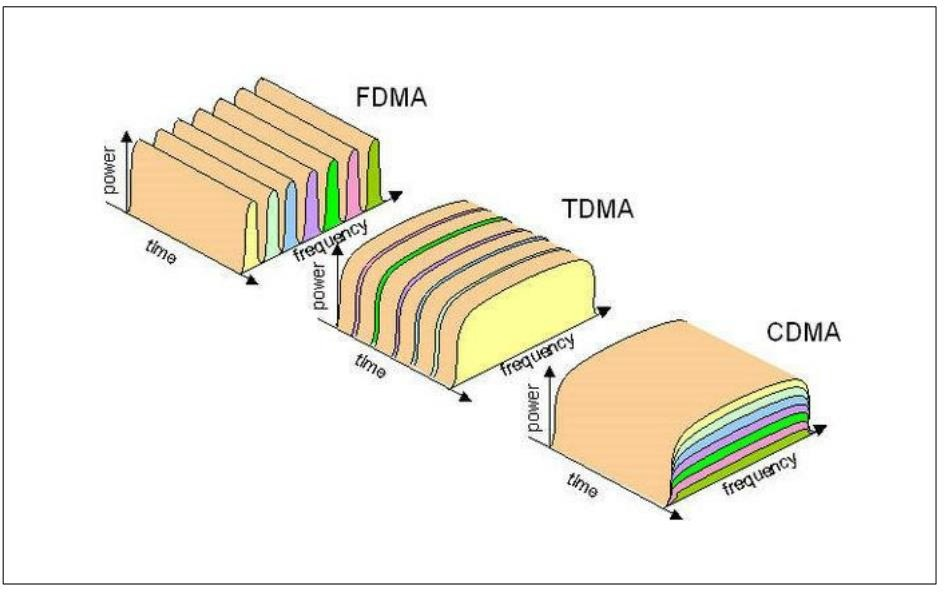 FDMA
power
time
frequency
TDMA
power
time
frequency
CDMA
power
time
frequency